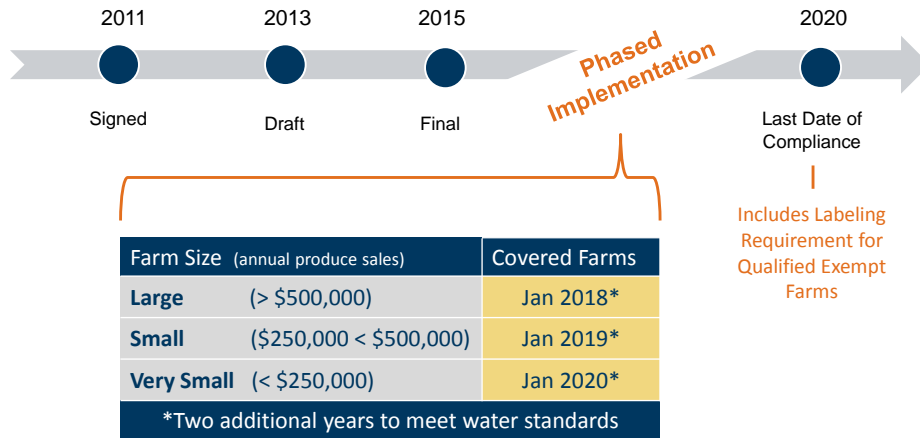 2011
2013
2015
2020
Phased
Implementation
Signed
Draft
Final
Last Date of
Compliance
Includes Labeling
Requirement for
Qualified Exempt
Farms
Farm Size (annual produce sales) Covered Farms
Large (> $500,000) Jan 2018*
Small ($250,000 < $500,000) Jan 2019*
Very Small (< $250,000) Jan 2020*
*Two additional years to meet water standards